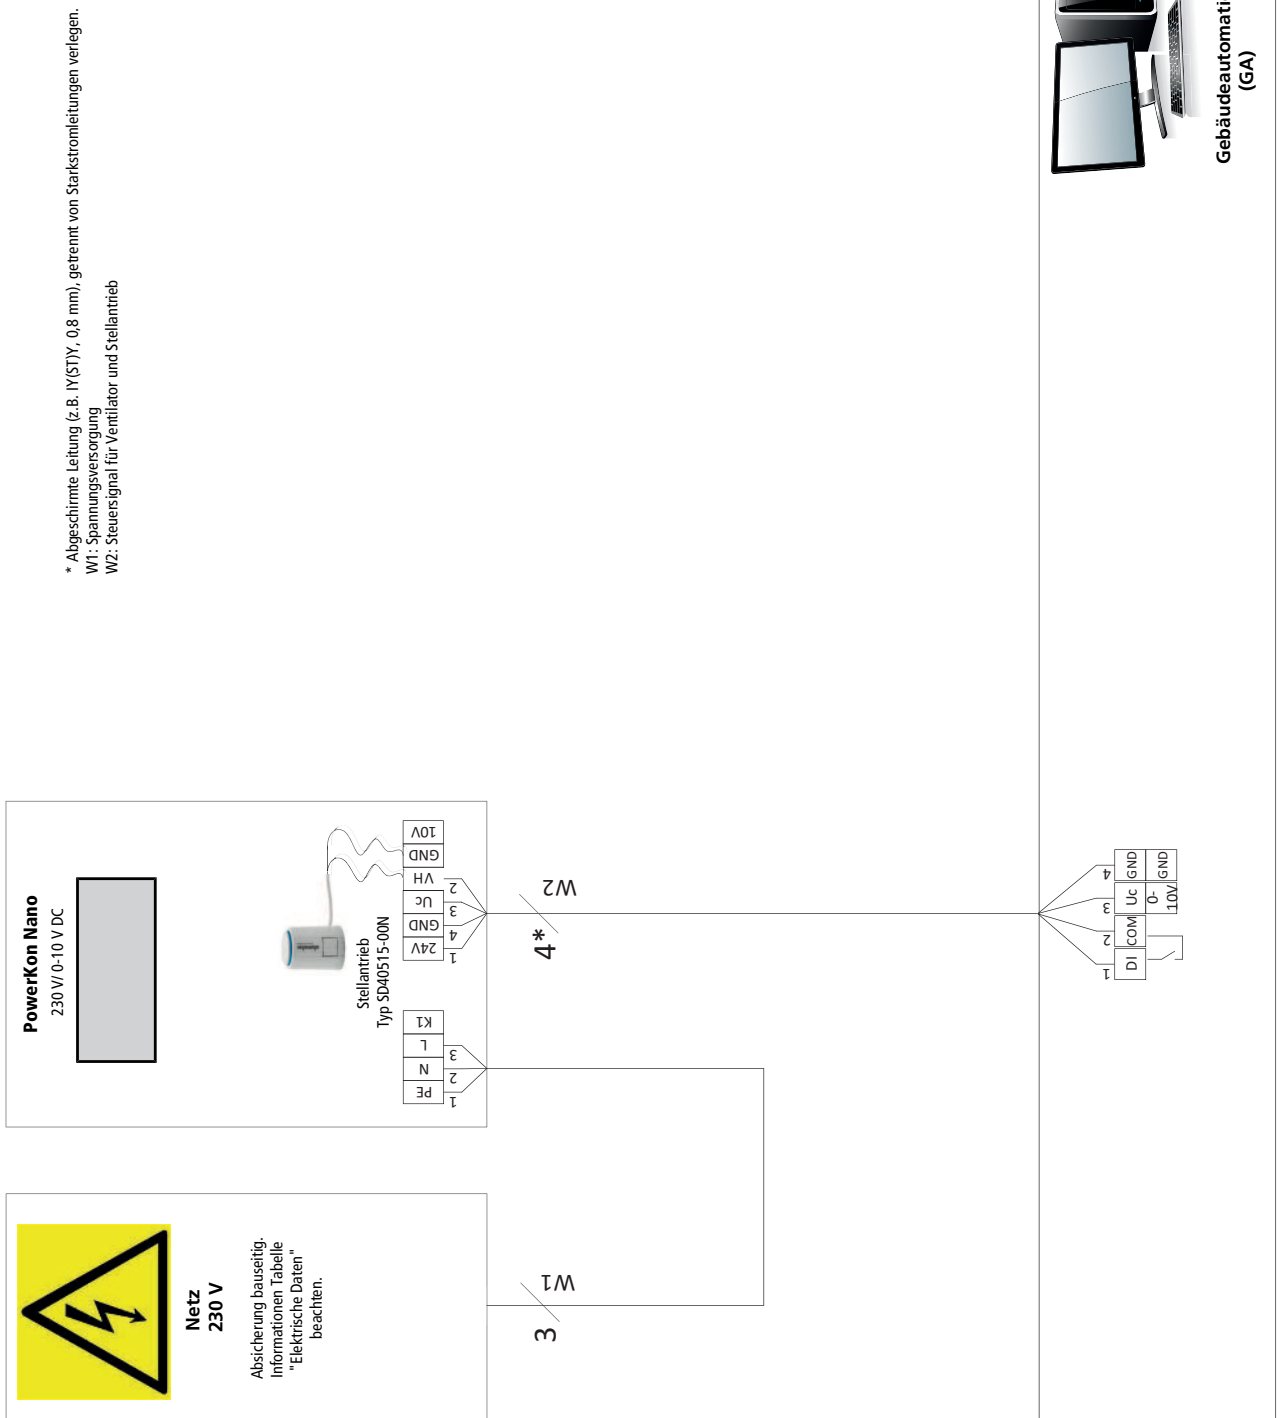 * Abgeschirmte Leitung (z.B. IY(ST)Y, 0,8 mm), getrennt von Starkstromleitungen verlegen.
W1: Spannungsversorgung
W2: Steuersignal für Ventilator und Stellantrieb
Netz
230 V
Absicherung bauseitig.
Informationen Tabelle
"Elektrische Daten"
beachten.
3
W1
PowerKon Nano
230 V/ 0-10 V DC
Stellantrieb
Typ SD40515-00N
PE
N
L
K1
1
2
3
24V
GND
Uc
VH
GND
10V
1
4
3
2
4*
W2
1
2
3
4
DI
COM
Uc
GND
0-
10V
GND
Gebäudeautomati
(GA)